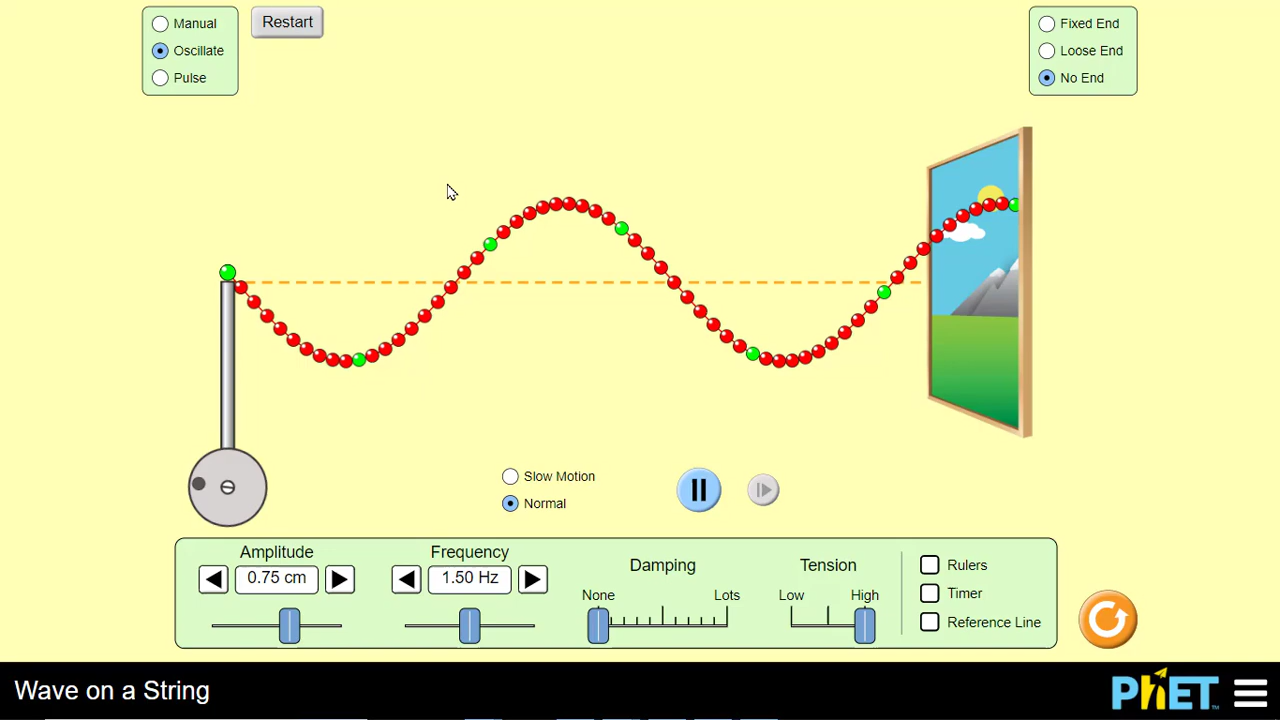 Manual
Oscillate
Pulse
Restart
Fixed End
Loose End
No End
Slow Motion
Normal
Amplitude
0.75 cm
Frequency
1.50 Hz
Damping
None
Lots
Tension
Low
High
Rulers
Timer
Reference Line
Wave on a String
PhET